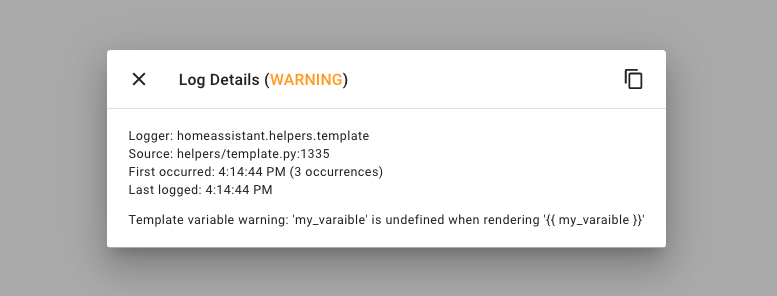 Log Details (WARNING)
Logger: homeassistant.helpers.template
Source: helpers/template.py:1335
First occurred: 4:14:44 PM (3 occurrences)
Last logged: 4:14:44 PM
Template variable warning: 'my_varaible' is undefined when rendering '{{ my_varaible }}'